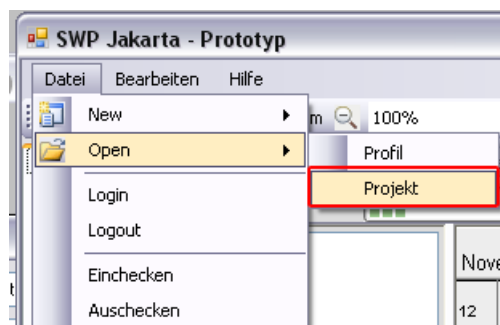 SWP Jakarta - Prototyp
Datei Bearbeiten Hilfe
New
m 100%
Open
Profil
Projekt
Login
Logout
Einchecken
Nove
Auschecken
12